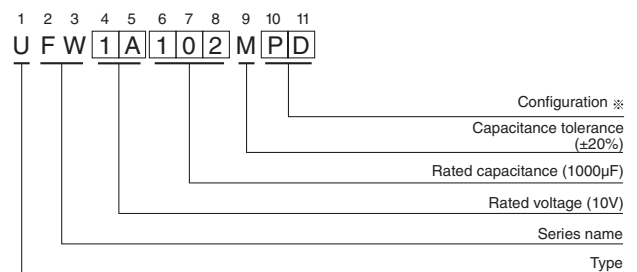 1 2 3 4 5 6 7 8 9 10 11
U F W 1 A 1 0 2 M P D
Configuration ※
Capacitance tolerance
(±20%)
Rated capacitance (1000µF)
Rated voltage (10V)
Series name
Type